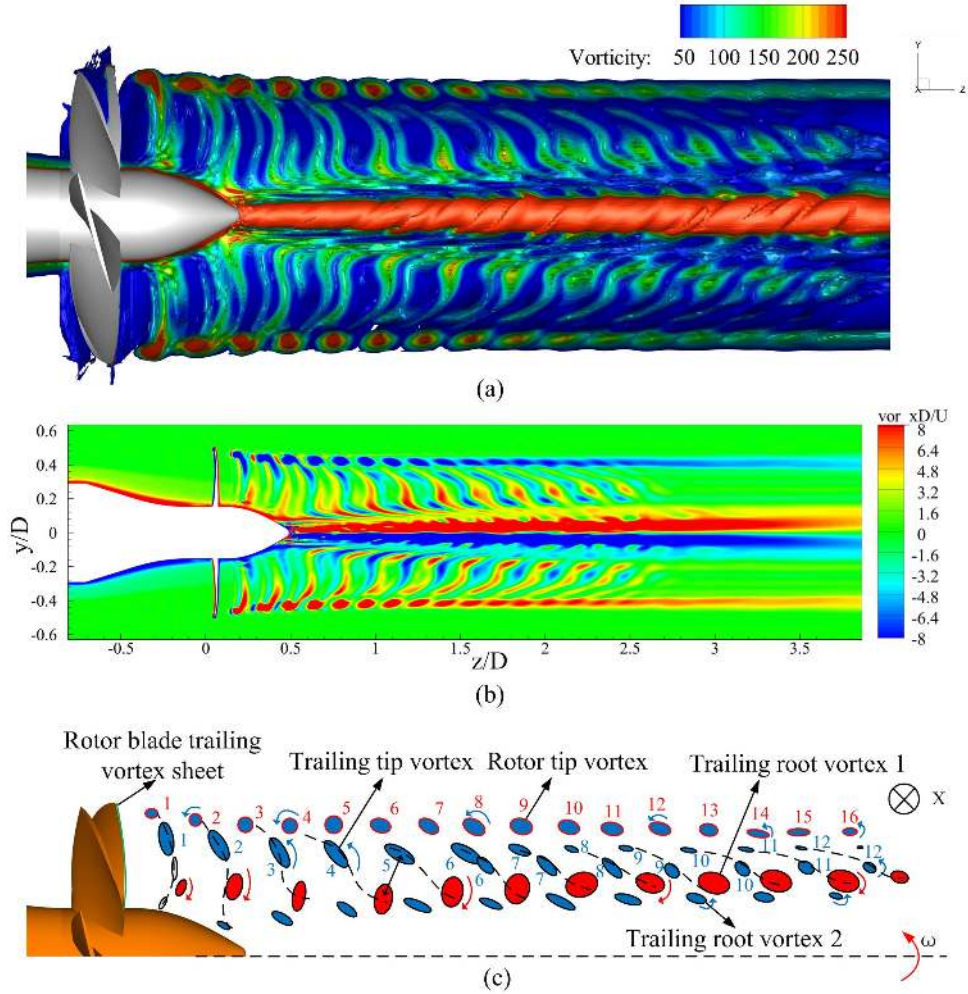 Vorticity: 50 100 150 200 250
Y
X Z
(a)
vor_xD/U
0.6
0.4
0.2
0
-0.2
-0.4
-0.6
y/D
8
6.4
4.8
3.2
1.6
0
-1.6
-3.2
-4.8
-6.4
-8
-0.5 0 0.5 1 1.5 2 2.5 3 3.5
z/D
(b)
Rotor blade trailing
vortex sheet
Trailing tip vortex
Rotor tip vortex
Trailing root vortex 1
X
1 2 3 4 5 6 7 8 9 10 11 12 13 14 15 16
1 2 3 4 5 6 7 8 9 10 11 12
6 7 8 9 10 11 12
Trailing root vortex 2
ω
(c)